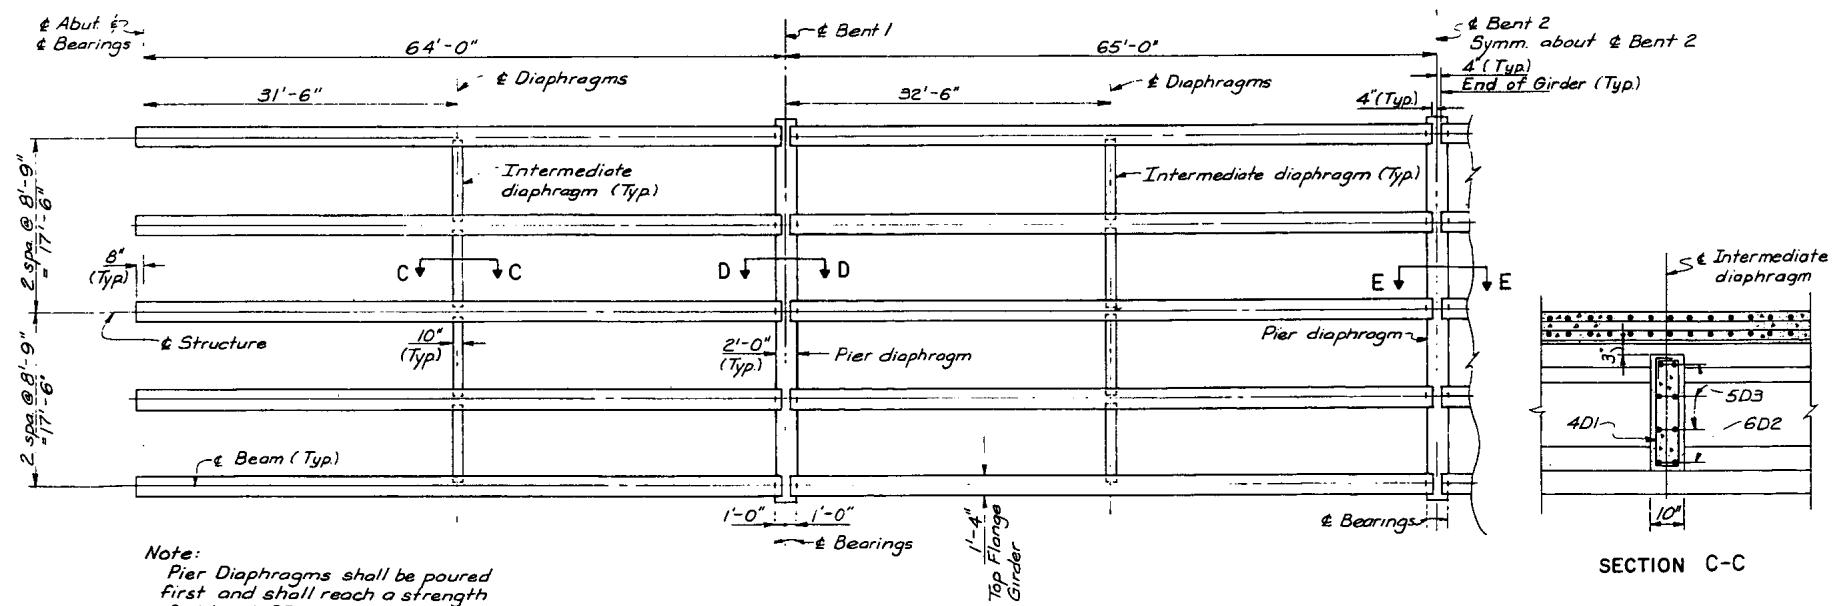 ℄ Abut. &
℄ Bearings
64'-0"
℄ Bent 1
65'-0"
℄ Bent 2
Symm. about ℄ Bent 2
4" (Typ.)
End of Girder (Typ.)
31'-6"
℄ Diaphragms
32'-6"
℄ Diaphragms
4" (Typ.)
2 spa. @ 8'-9"
= 17'-6"
Intermediate
diaphragm (Typ.)
Intermediate diaphragm (Typ.)
8"
(Typ.)
C
C
D
D
E
E
℄ Structure
10"
(Typ.)
2'-0"
(Typ.)
Pier diaphragm
Pier diaphragm
2 spa. @ 8'-9"
= 17'-6"
℄ Beam (Typ.)
1'-0"
1'-0"
℄ Bearings
1'-4"
Top Flange
Girder
℄ Bearings
℄ Intermediate
diaphragm
3"
5D3
4D1
6D2
10"
SECTION C-C
Note:
Pier Diaphragms shall be poured
first and shall reach a strength